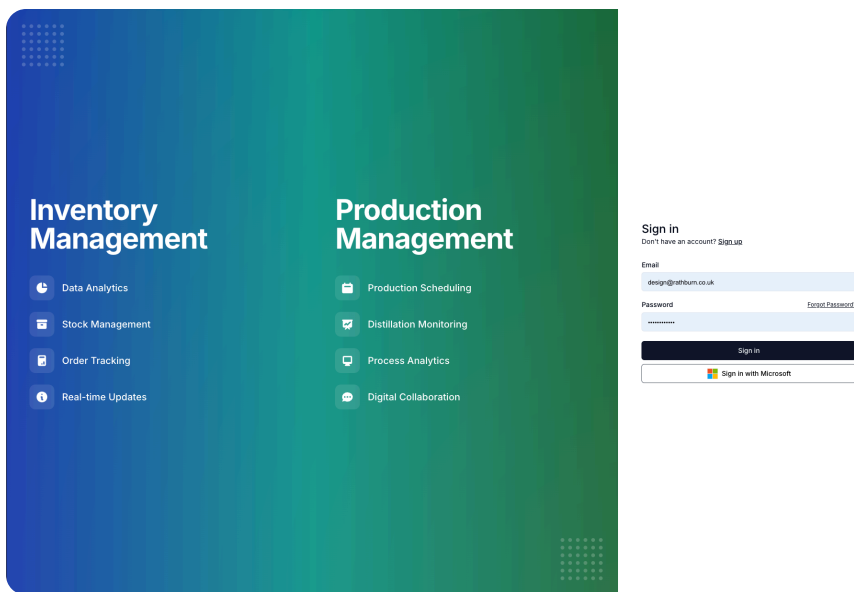 Inventory
Management
Data Analytics
Stock Management
Order Tracking
Real-time Updates
Production
Management
Production Scheduling
Distillation Monitoring
Process Analytics
Digital Collaboration
Sign in
Don't have an account? Sign up
Email
design@rathburn.co.uk
Password Forgot Password?
••••••••••••
Sign in
Sign in with Microsoft